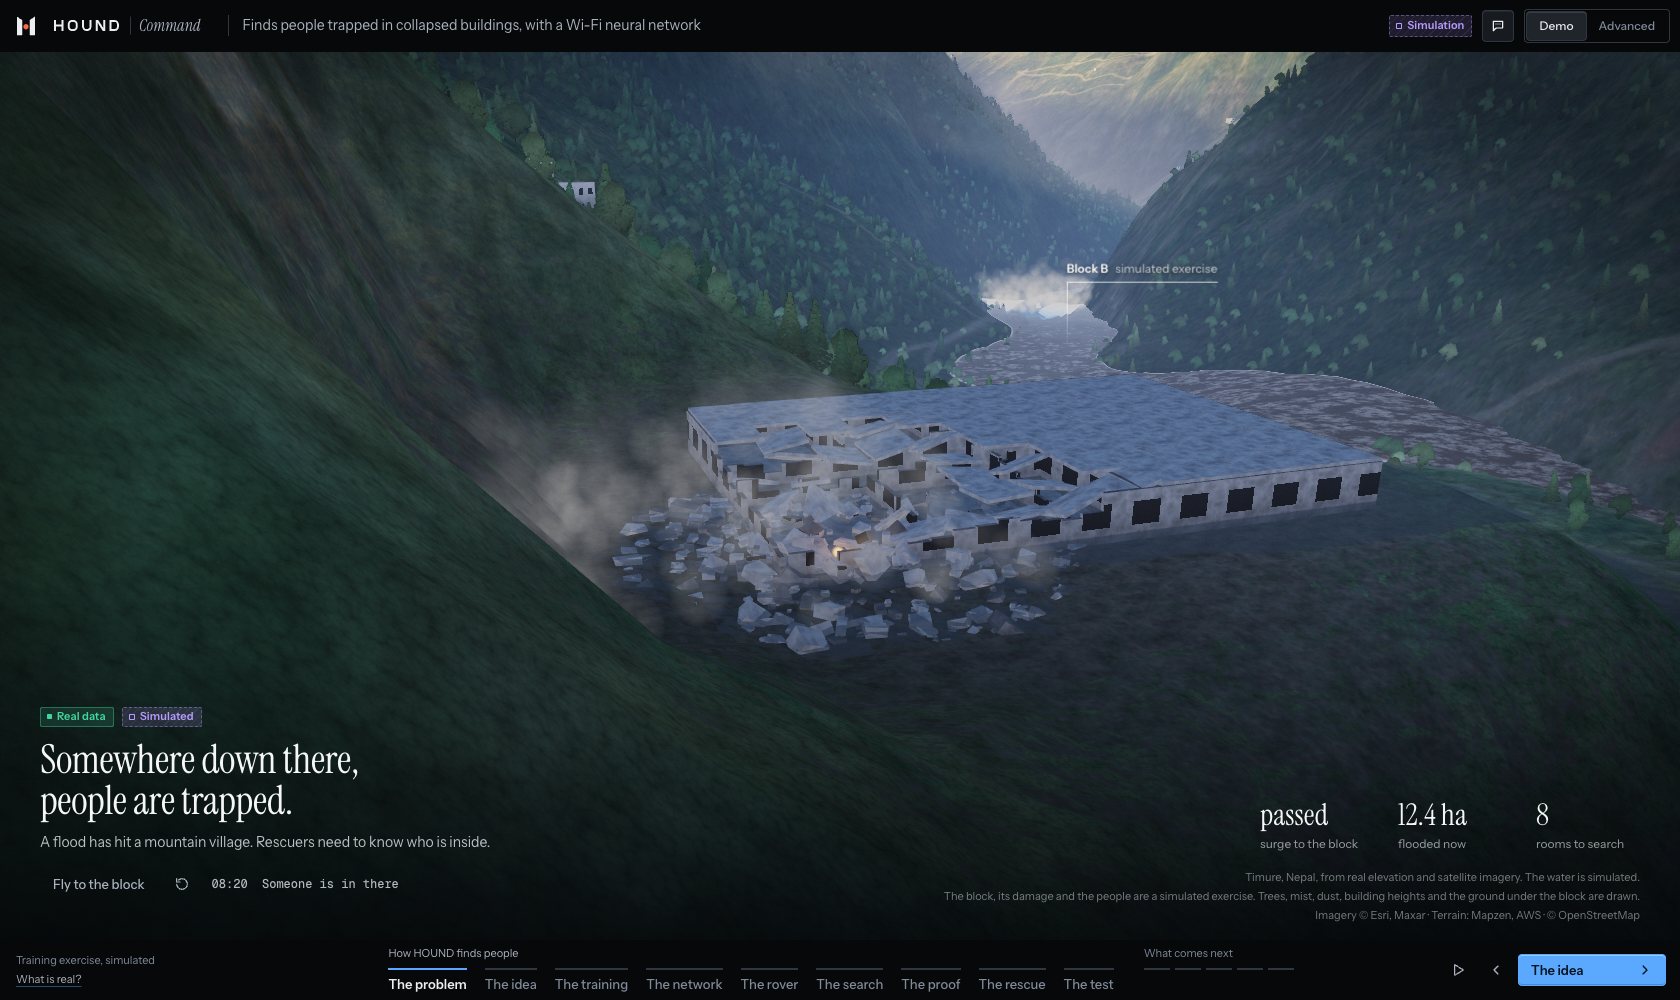 HOUND Command Finds people trapped in collapsed buildings, with a Wi-Fi neural network Simulation Demo Advanced
Block B simulated exercise
Real data Simulated
Somewhere down there,
people are trapped.
A flood has hit a mountain village. Rescuers need to know who is inside.
Fly to the block 08:20 Someone is in there
passed 12.4 ha 8
surge to the block flooded now rooms to search
Timure, Nepal, from real elevation and satellite imagery. The water is simulated.
The block, its damage and the people are a simulated exercise. Trees, mist, dust, building heights and the ground under the block are drawn.
Imagery © Esri, Maxar · Terrain: Mapzen, AWS · © OpenStreetMap
Training exercise, simulated
What is real?
How HOUND finds people
The problem The idea The training The network The rover The search The proof The rescue The test
What comes next
The idea